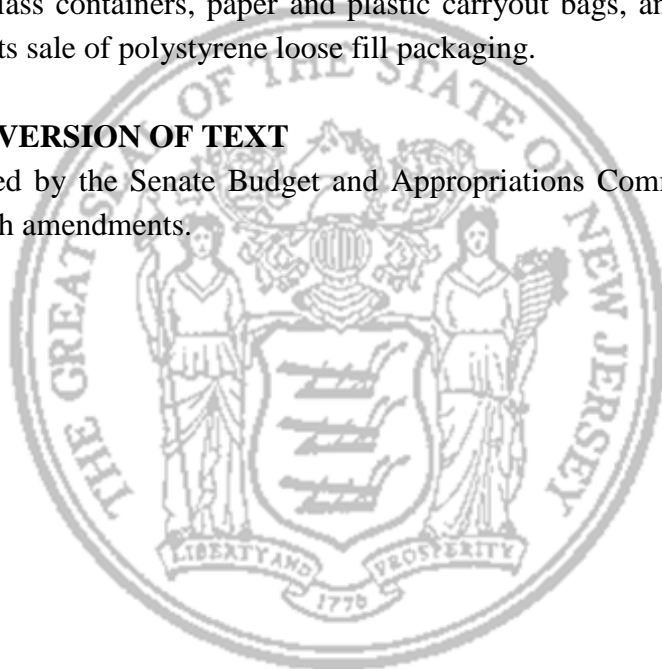 lass containers, paper and plastic carryout bags, an
ts sale of polystyrene loose fill packaging.
VERSION OF TEXT
ed by the Senate Budget and Appropriations Comm
h amendments.
THE GREAT SEAL OF THE STATE OF NEW JERSEY
LIBERTY AND PROSPERITY
1776